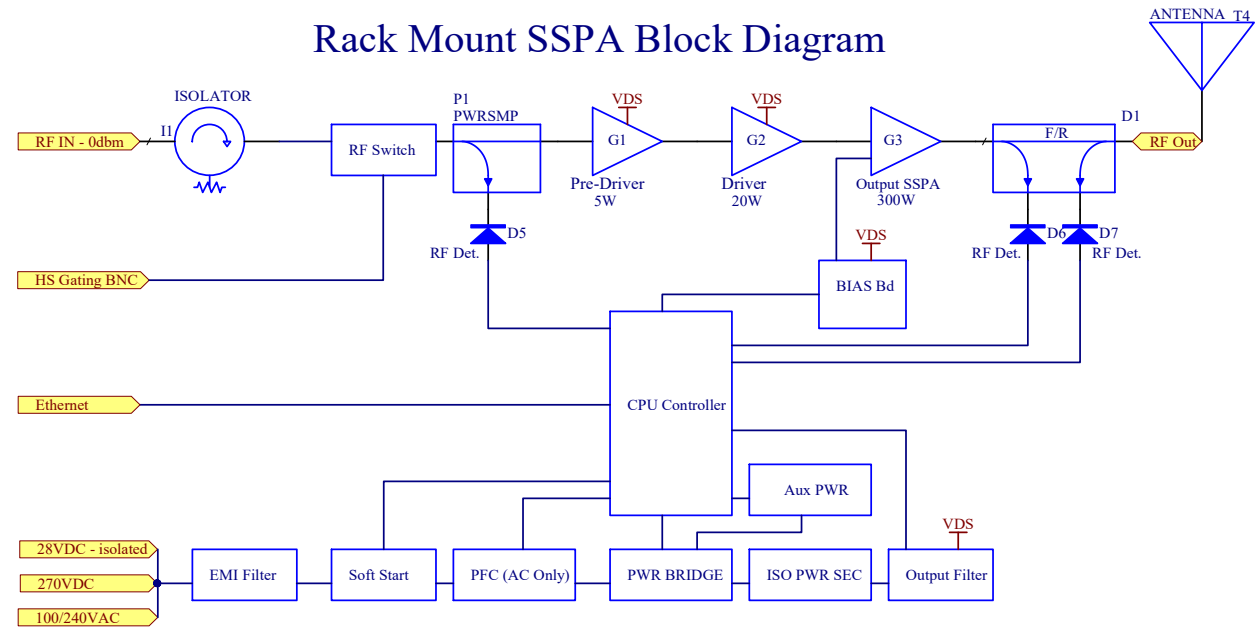 Rack Mount SSPA Block Diagram
ANTENNA T4
ISOLATOR
I1
RF IN - 0dbm
RF Switch
P1
PWRSMP
VDS
G1
Pre-Driver
5W
VDS
G2
Driver
20W
G3
Output SSPA
300W
D1
F/R
RF Out
D5
RF Det.
D6
RF Det.
D7
RF Det.
HS Gating BNC
VDS
BIAS Bd
Ethernet
CPU Controller
Aux PWR
VDS
28VDC - isolated
270VDC
100/240VAC
EMI Filter
Soft Start
PFC (AC Only)
PWR BRIDGE
ISO PWR SEC
Output Filter